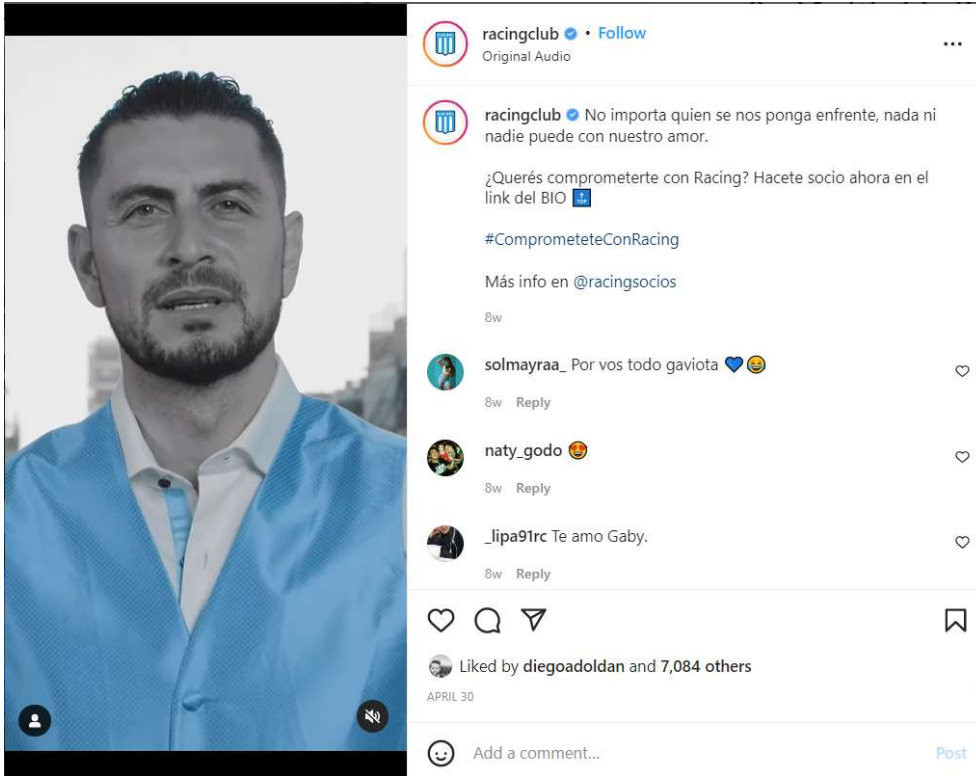 racingclub • Follow
Original Audio
racingclub No importa quien se nos ponga enfrente, nada ni
nadie puede con nuestro amor.
¿Querés comprometerte con Racing? Hacete socio ahora en el
link del BIO 🔝
#ComprometeteConRacing
Más info en @racingsocios
8w
solmayraa_ Por vos todo gaviota 💙😂
8w Reply
naty_godo 😍
8w Reply
_lipa91rc Te amo Gaby.
8w Reply
Liked by diegoadoldan and 7,084 others
APRIL 30
Add a comment...
Post